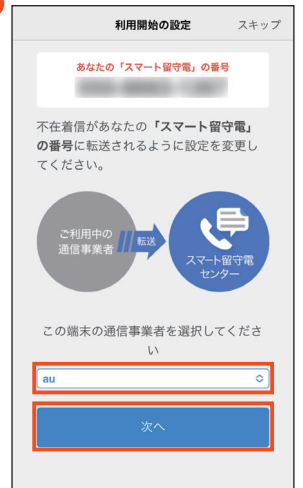 利用開始の設定 スキップ
あなたの「スマート留守電」の番号
不在着信があなたの「スマート留守電」
の番号に転送されるように設定を変更し
てください。
ご利用中の
通信事業者
転送
スマート留守電
センター
この端末の通信事業者を選択してくださ
い
au
次へ